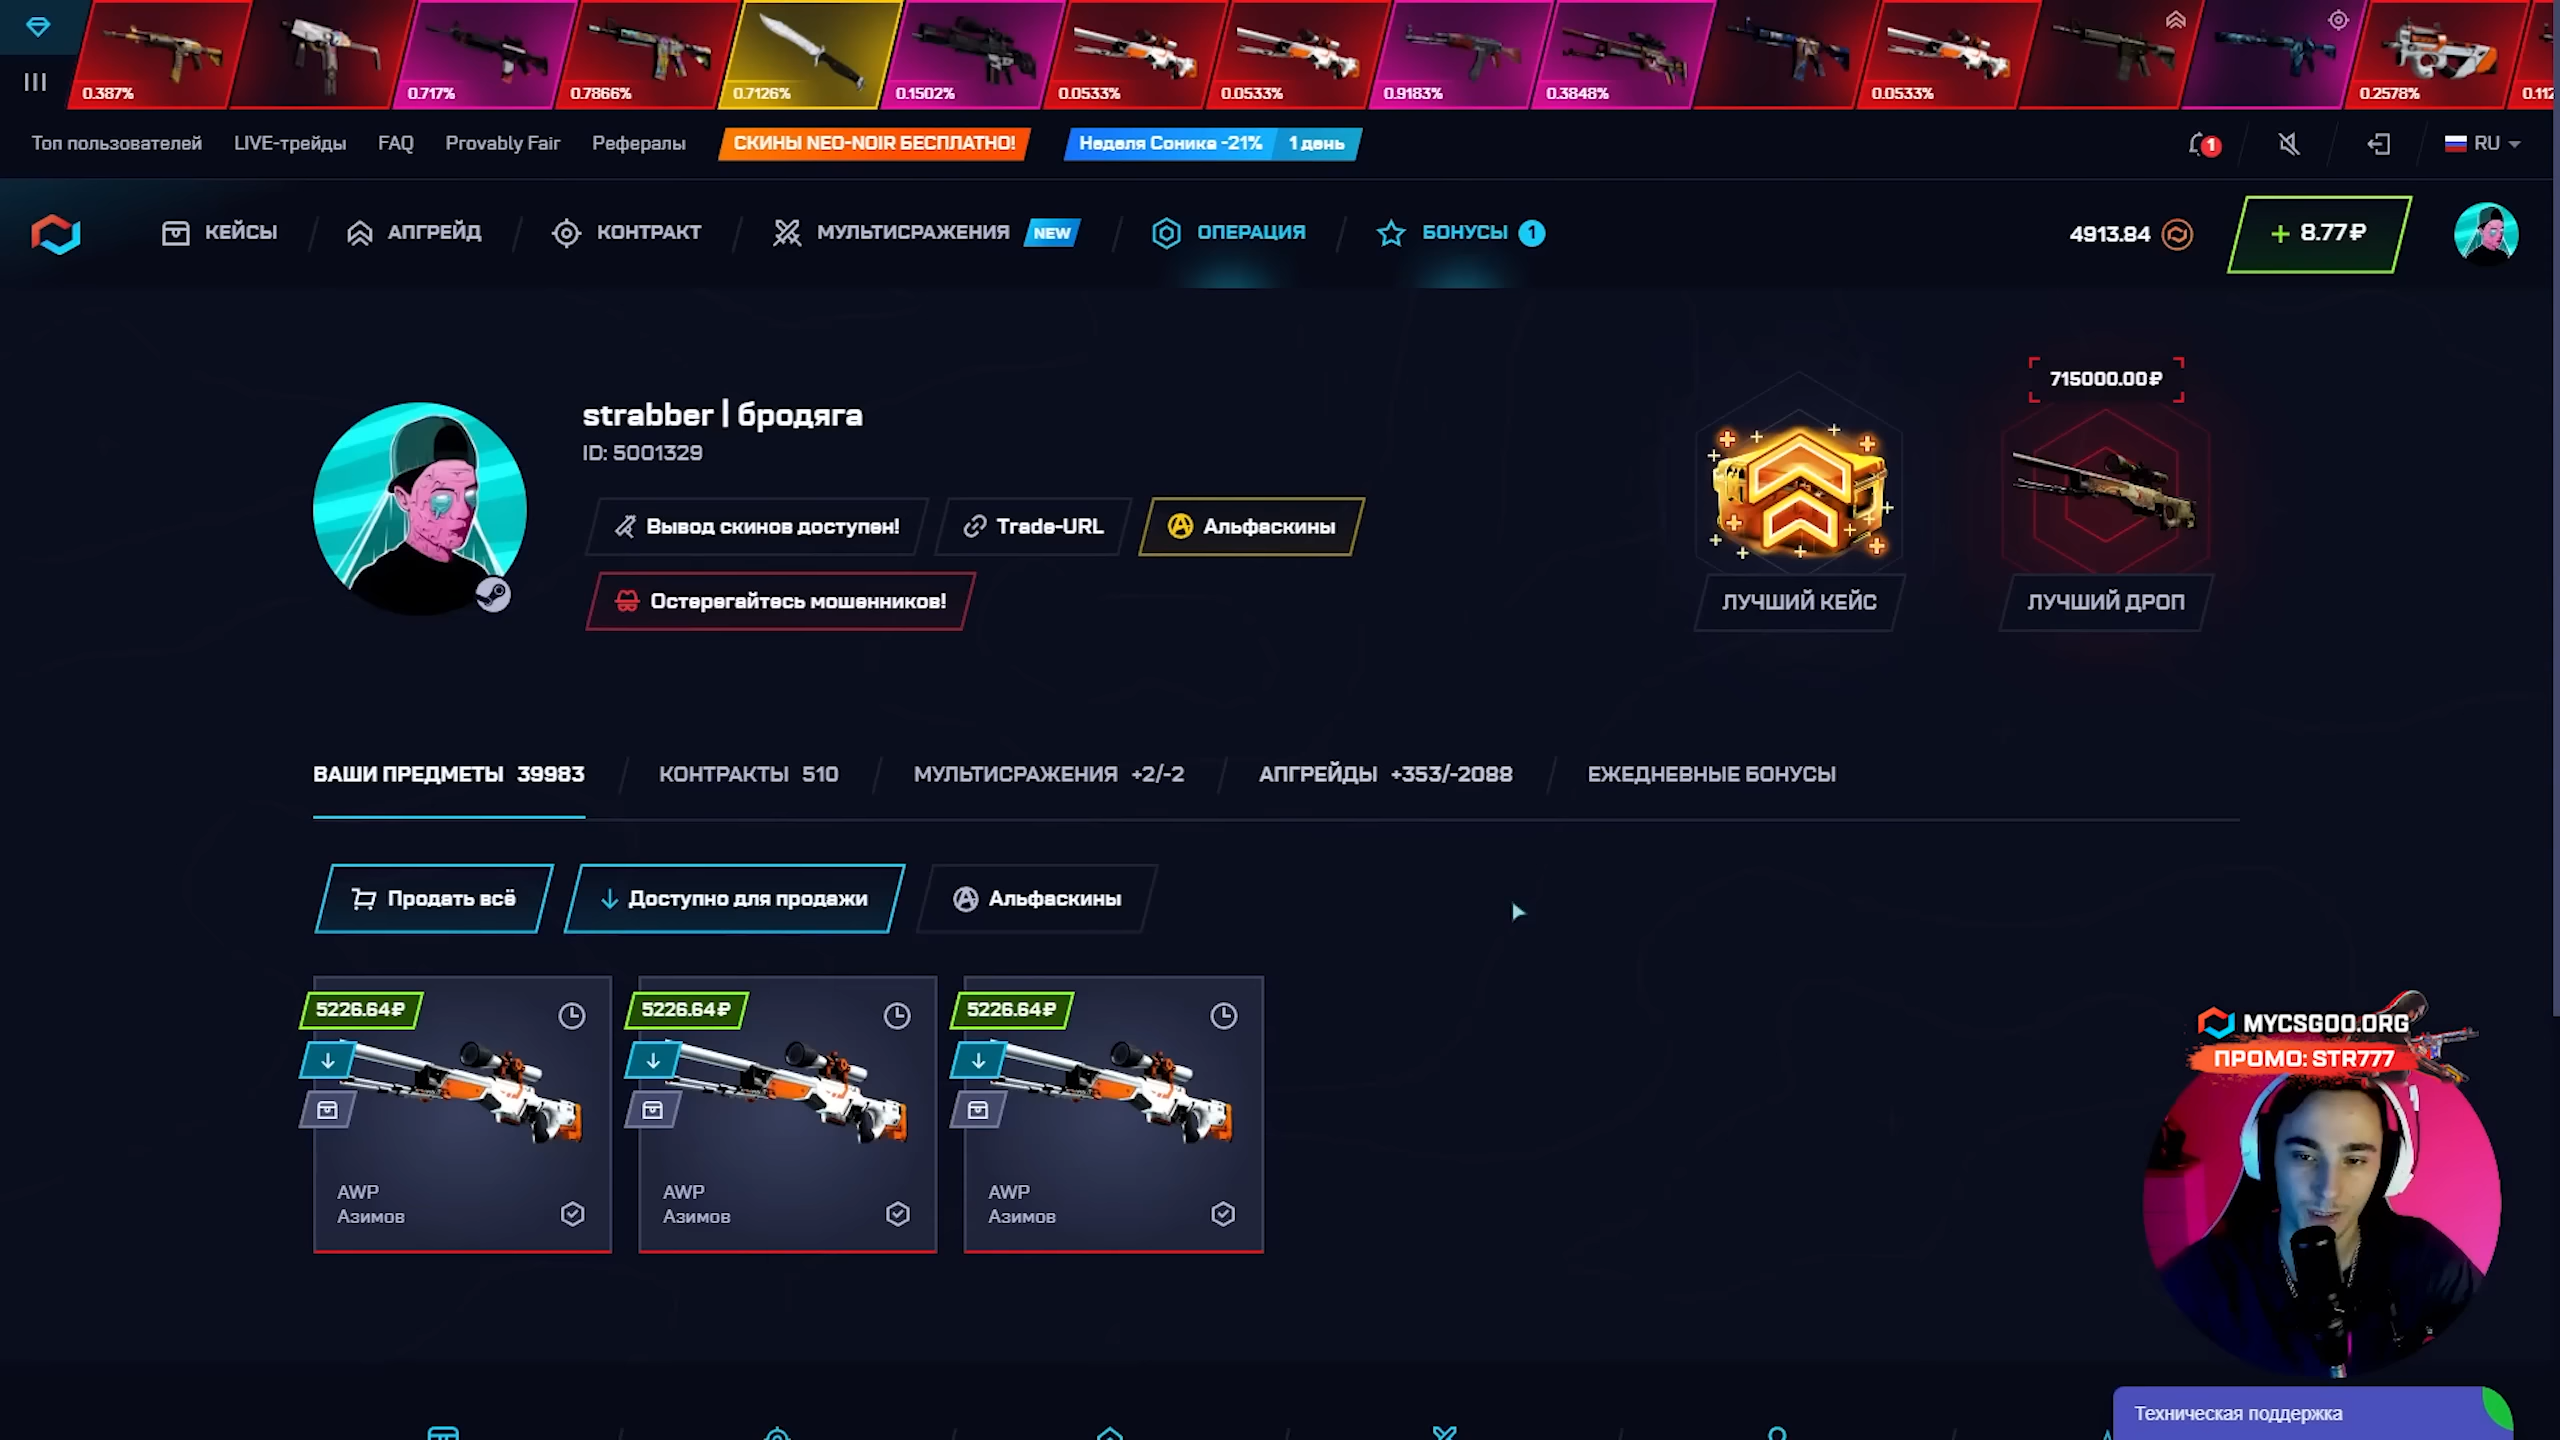 0.387%
0.717%
0.7866%
0.7126%
0.1502%
0.0533%
0.0533%
0.9183%
0.3848%
0.0533%
0.2578%
Топ пользователей
LIVE-трейды
FAQ
Provably Fair
Рефералы
СКИНЫ NEO-NOIR БЕСПЛАТНО!
Неделя Соника -21% 1 день
1
RU
КЕЙСЫ
АПГРЕЙД
КОНТРАКТ
МУЛЬТИСРАЖЕНИЯ NEW
ОПЕРАЦИЯ
БОНУСЫ 1
4913.84
+ 8.77₽
strabber | бродяга
ID: 5001329
Вывод скинов доступен!
Trade-URL
Альфаскины
Остерегайтесь мошенников!
ЛУЧШИЙ КЕЙС
715000.00₽
ЛУЧШИЙ ДРОП
ВАШИ ПРЕДМЕТЫ 39983
КОНТРАКТЫ 510
МУЛЬТИСРАЖЕНИЯ +2/-2
АПГРЕЙДЫ +353/-2088
ЕЖЕДНЕВНЫЕ БОНУСЫ
Продать всё
Доступно для продажи
Альфаскины
5226.64₽
AWP
Азимов
5226.64₽
AWP
Азимов
5226.64₽
AWP
Азимов
MYCSGOO.ORG
ПРОМО: STR777
Техническая поддержка